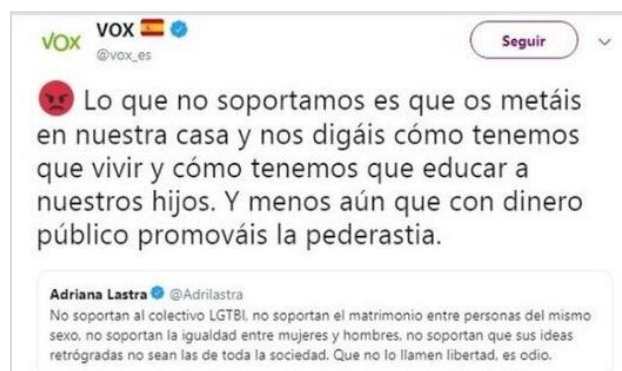 VOX VOX 🇪🇸
@vox_es
Seguir
😡 Lo que no soportamos es que os metáis
en nuestra casa y nos digáis cómo tenemos
que vivir y cómo tenemos que educar a
nuestros hijos. Y menos aún que con dinero
público promováis la pederastia.
Adriana Lastra @Adrilastra
No soportan al colectivo LGTBI, no soportan el matrimonio entre personas del mismo
sexo, no soportan la igualdad entre mujeres y hombres, no soportan que sus ideas
retrógradas no sean las de toda la sociedad. Que no lo llamen libertad, es odio.